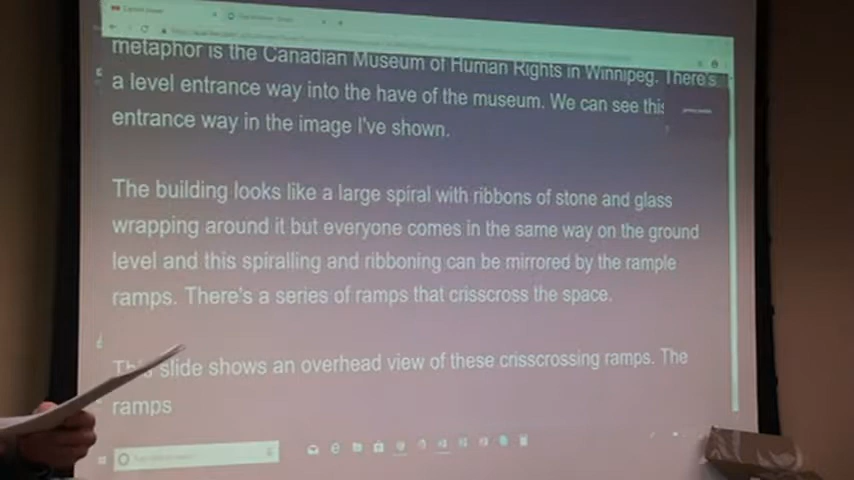 metaphor is the Canadian Museum of Human Rights in Winnipeg. There's
a level entrance way into the have of the museum. We can see this
entrance way in the image I've shown.
The building looks like a large spiral with ribbons of stone and glass
wrapping around it but everyone comes in the same way on the ground
level and this spiralling and ribboning can be mirrored by the rample
ramps. There's a series of ramps that crisscross the space.
This slide shows an overhead view of these crisscrossing ramps. The
ramps